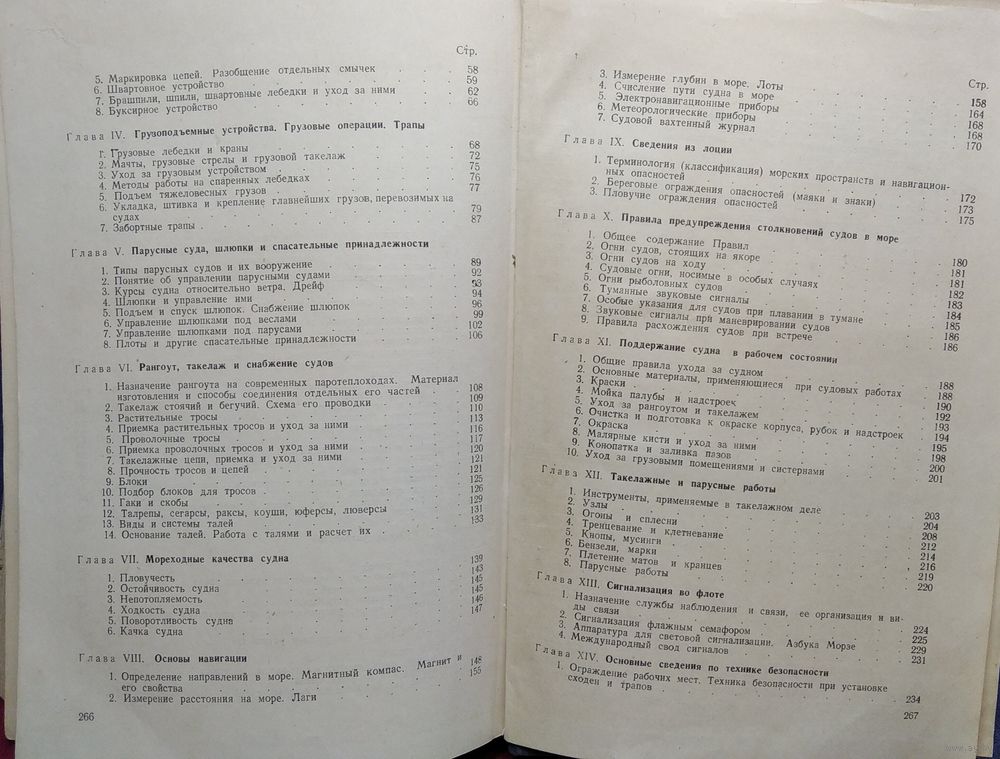 Стр.
5. Маркировка цепей. Разобщение отдельных смычек . . . 58
6. Швартовное устройство . . . 59
7. Брашпили, шпили, швартовные лебедки и уход за ними . . . 62
8. Буксирное устройство . . . 66
Глава IV. Грузоподъемные устройства. Грузовые операции. Трапы
1. Грузовые лебедки и краны . . . 68
2. Мачты, грузовые стрелы и грузовой такелаж . . . 72
3. Уход за грузовым устройством . . . 75
4. Методы работы на спаренных лебедках . . . 76
5. Подъем тяжеловесных грузов . . . 77
6. Укладка, штивка и крепление главнейших грузов, перевозимых на
судах . . . 79
7. Забортные трапы . . . 87
Глава V. Парусные суда, шлюпки и спасательные принадлежности
1. Типы парусных судов и их вооружение . . . 89
2. Понятие об управлении парусными судами . . . 92
3. Курсы судна относительно ветра. Дрейф . . . 93
4. Шлюпки и управление ими . . . 94
5. Подъем и спуск шлюпок. Снабжение шлюпок . . . 96
6. Управление шлюпками под веслами . . . 99
7. Управление шлюпками под парусами . . . 102
8. Плоты и другие спасательные принадлежности . . . 106
Глава VI. Рангоут, такелаж и снабжение судов
1. Назначение рангоута на современных паротеплоходах. Материал
изготовления и способы соединения отдельных его частей . . . 108
2. Такелаж стоячий и бегучий. Схема его проводки . . . 109
3. Растительные тросы . . . 110
4. Приемка растительных тросов и уход за ними . . . 113
5. Проволочные тросы . . . 116
6. Приемка проволочных тросов и уход за ними . . . 117
7. Такелажные цепи, приемка и уход за ними . . . 120
8. Прочность тросов и цепей . . . 121
9. Блоки . . . 121
10. Подбор блоков для тросов . . . 125
11. Гаки и скобы . . . 126
12. Талрепы, сегарсы, раксы, коуши, юферсы, люверсы . . . 129
13. Виды и системы талей . . . 131
14. Основание талей. Работа с талями и расчет их . . . 133
Глава VII. Мореходные качества судна
1. Пловучесть . . . 139
2. Остойчивость судна . . . 143
3. Непотопляемость . . . 145
4. Ходкость судна . . . 145
5. Поворотливость судна . . . 146
6. Качка судна . . . 147
Глава VIII. Основы навигации
1. Определение направлений в море. Магнитный компас. Магнит и
его свойства . . . 148
2. Измерение расстояния на море. Лаги . . . 155
266
Стр.
3. Измерение глубин в море. Лоты . . . 158
4. Счисление пути судна в море . . . 164
5. Электронавигационные приборы . . . 168
6. Метеорологические приборы . . . 168
7. Судовой вахтенный журнал . . . 170
Глава IX. Сведения из лоции
1. Терминология (классификация) морских пространств и навигацион-
ных опасностей . . . 172
2. Береговые ограждения опасностей (маяки и знаки) . . . 173
3. Пловучие ограждения опасностей . . . 175
Глава X. Правила предупреждения столкновений судов в море
1. Общее содержание Правил . . . 180
2. Огни судов, стоящих на якоре . . . 181
3. Огни судов на ходу . . . 181
4. Судовые огни, носимые в особых случаях . . . 182
5. Огни рыболовных судов . . . 183
6. Туманные звуковые сигналы . . . 184
7. Особые указания для судов при плавании в тумане . . . 185
8. Звуковые сигналы при маневрировании судов . . . 186
9. Правила расхождения судов при встрече . . . 186
Глава XI. Поддержание судна в рабочем состоянии
1. Общие правила ухода за судном . . . 188
2. Основные материалы, применяющиеся при судовых работах . . . 188
3. Краски . . . 190
4. Мойка палубы и надстроек . . . 192
5. Уход за рангоутом и такелажем . . . 193
6. Очистка и подготовка к окраске корпуса, рубок и надстроек . . . 194
7. Окраска . . . 195
8. Малярные кисти и уход за ними . . . 198
9. Конопатка и заливка пазов . . . 200
10. Уход за грузовыми помещениями и систернами . . . 201
Глава XII. Такелажные и парусные работы
1. Инструменты, применяемые в такелажном деле . . . 203
2. Узлы . . . 204
3. Огоны и сплесни . . . 208
4. Тренцевание и клетневание . . . 212
5. Кнопы, мусинги . . . 214
6. Бензели, марки . . . 216
7. Плетение матов и кранцев . . . 219
8. Парусные работы . . . 220
Глава XIII. Сигнализация во флоте
1. Назначение службы наблюдения и связи, ее организация и ви-
ды связи . . . 224
2. Сигнализация флажным семафором . . . 225
3. Аппаратура для световой сигнализации. Азбука Морзе . . . 229
4. Международный свод сигналов . . . 231
Глава XIV. Основные сведения по технике безопасности
1. Ограждение рабочих мест. Техника безопасности при установке
сходен и трапов . . . 234
267